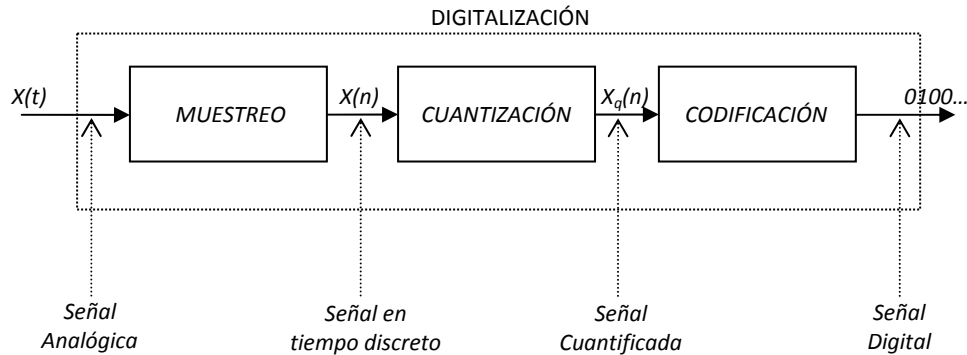 DIGITALIZACIÓN
X(t)
MUESTREO
X(n)
CUANTIZACIÓN
Xq(n)
CODIFICACIÓN
0100...
Señal
Analógica
Señal en
tiempo discreto
Señal
Cuantificada
Señal
Digital